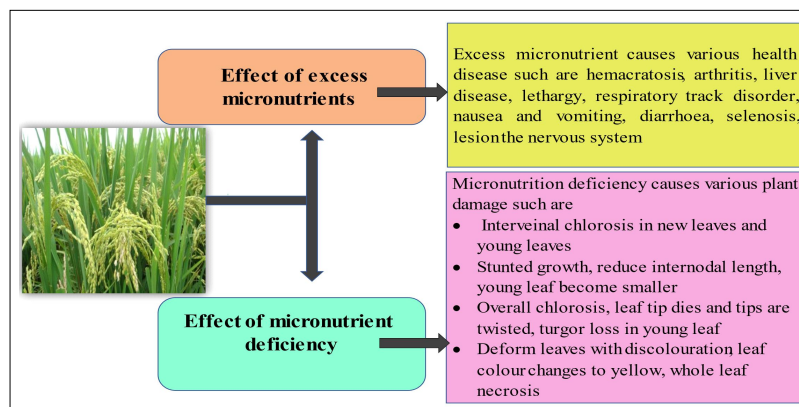 Effect of excess
micronutrients
Excess micronutrient causes various health
disease such are hemacratosis, arthritis, liver
disease, lethargy, respiratory track disorder,
nausea and vomiting, diarrhoea, selenosis,
lesionthe nervous system
Effect of micronutrient
deficiency
Micronutrition deficiency causes various plant
damage such are
• Interveinal chlorosis in new leaves and
young leaves
• Stunted growth, reduce internodal length,
young leaf become smaller
• Overall chlorosis, leaf tip dies and tips are
twisted, turgor loss in young leaf
• Deform leaves with discolouration, leaf
colour changes to yellow, whole leaf
necrosis